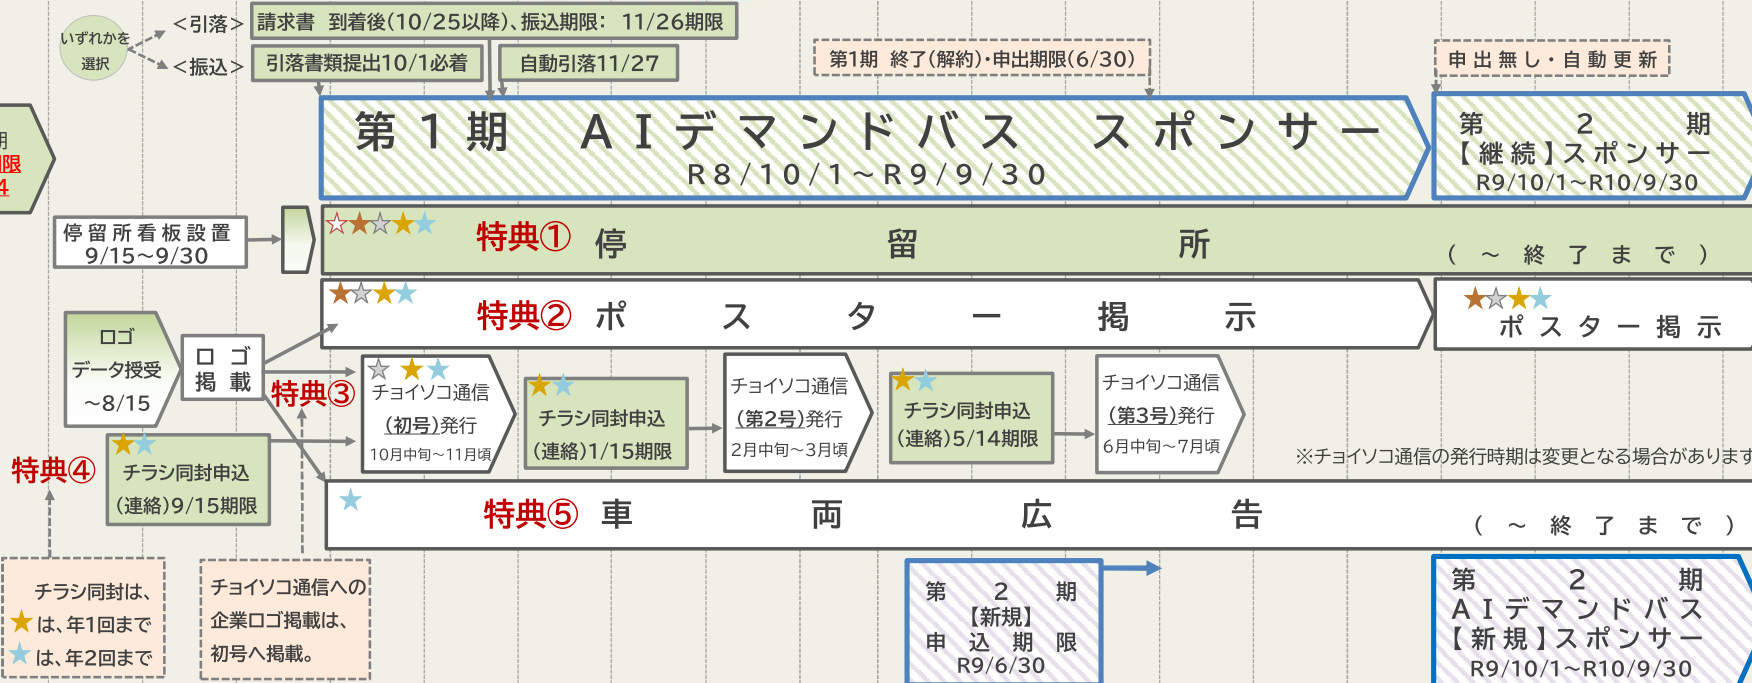 いずれかを
選択
<引落>
<振込>
請求書 到着後(10/25以降)、振込期限： 11/26期限
引落書類提出10/1必着
自動引落11/27
第1期 終了(解約)・申出期限(6/30)
申出無し・自動更新
期
限
4
第1期 AIデマンドバス スポンサー
R8/10/1～R9/9/30
第2期
【継続】スポンサー
R9/10/1～R10/9/30
停留所看板設置
9/15～9/30
特典① 停留所
(～終了まで)
特典② ポスター掲示
ポスター掲示
ロゴ
データ授受
～8/15
ロゴ
掲載
特典③
チョイソコ通信
(初号)発行
10月中旬～11月頃
チラシ同封申込
(連絡)1/15期限
チョイソコ通信
(第2号)発行
2月中旬～3月頃
チラシ同封申込
(連絡)5/14期限
チョイソコ通信
(第3号)発行
6月中旬～7月頃
※チョイソコ通信の発行時期は変更となる場合があります
特典④
チラシ同封申込
(連絡)9/15期限
特典⑤ 車両広告
(～終了まで)
チラシ同封は、
★は、年1回まで
★は、年2回まで
チョイソコ通信への
企業ロゴ掲載は、
初号へ掲載。
第2期
【新規】
申込期限
R9/6/30
第2期
AIデマンドバス
【新規】スポンサー
R9/10/1～R10/9/30